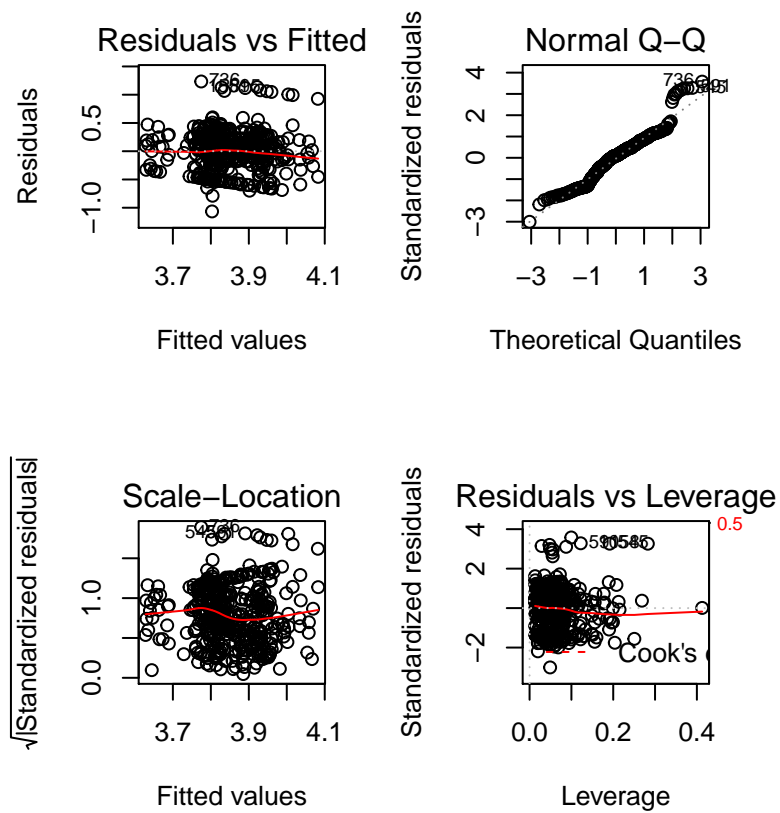 Residuals vs Fitted
Residuals
−1.0
0.5
3.7
3.9
4.1
Fitted values
736
Normal Q−Q
Standardized residuals
−3
0
2
4
−3
−1
1
3
Theoretical Quantiles
736
Scale−Location
√|Standardized residuals|
0.0
1.0
3.7
3.9
4.1
Fitted values
736
Residuals vs Leverage
Standardized residuals
−2
2
4
0.0
0.2
0.4
Leverage
0.5
Cook's